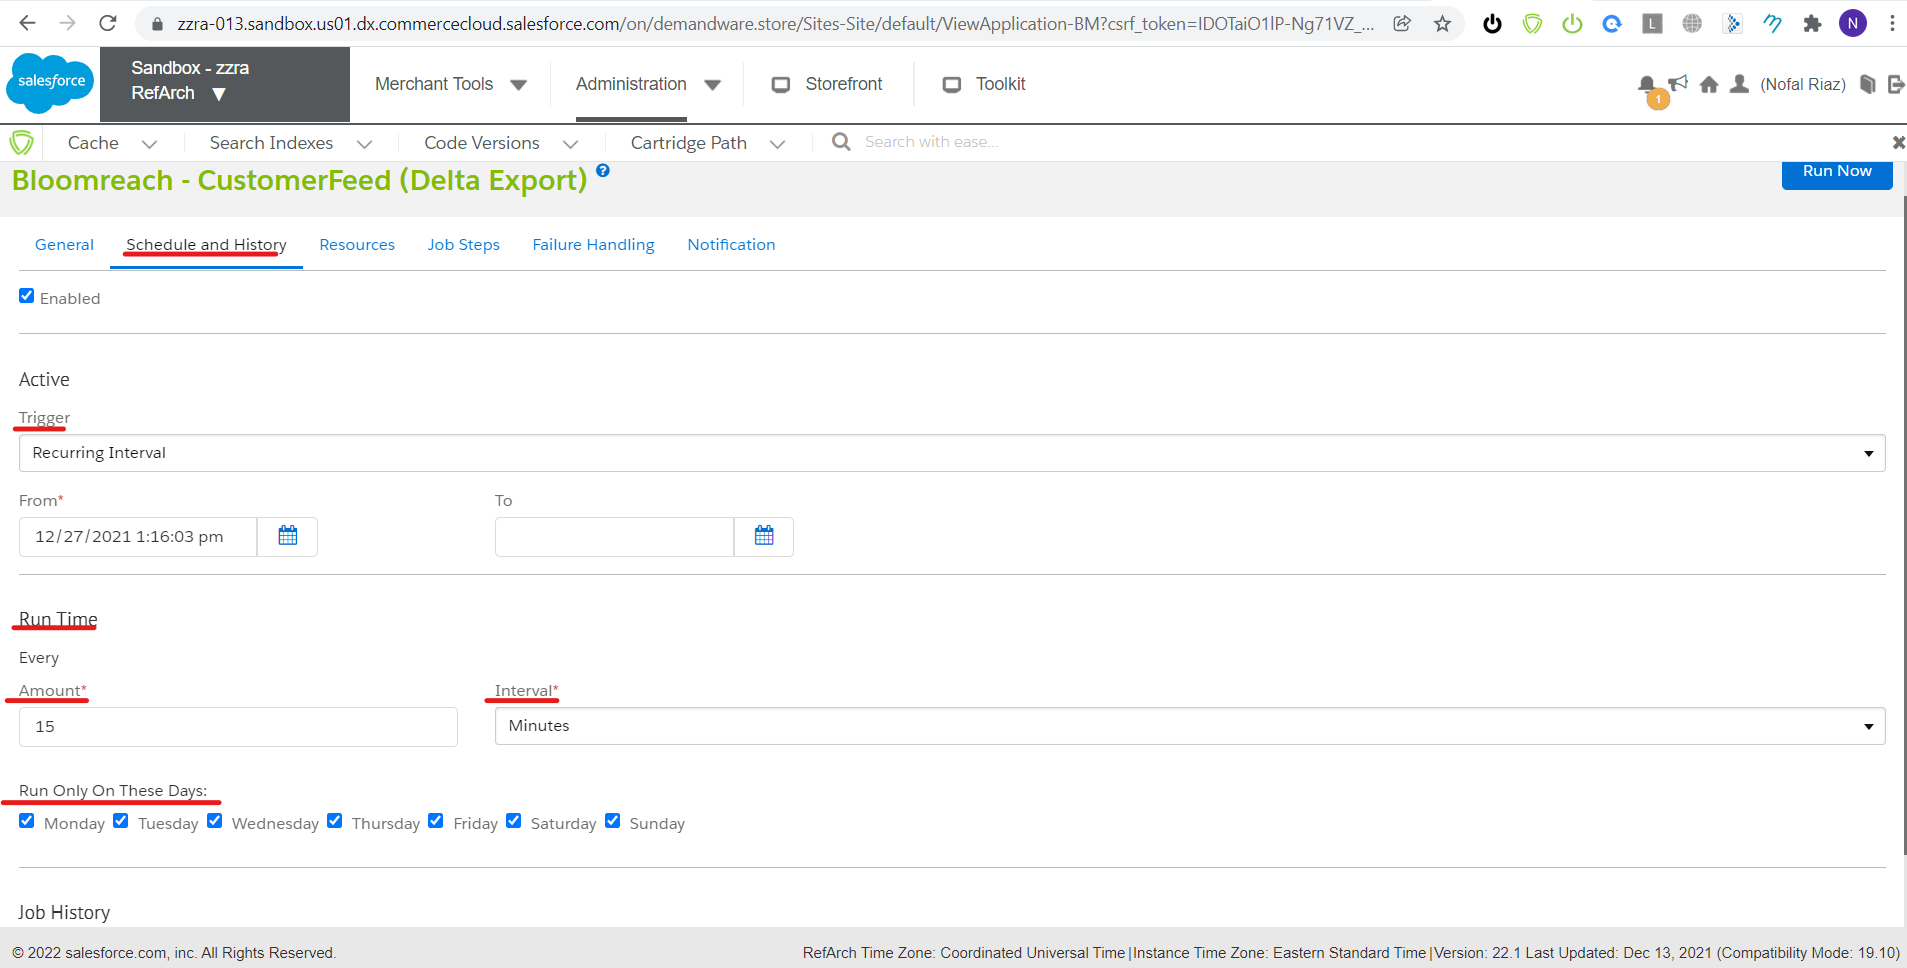 zzra-013.sandbox.us01.dx.commercecloud.salesforce.com/on/demandware.store/Sites-Site/default/ViewApplication-BM?csrf_token=IDOTaiO1lP-Ng71VZ_...
L
N
salesforce
Sandbox - zzra
RefArch
Merchant Tools
Administration
Storefront
Toolkit
1
(Nofal Riaz)
Cache
Search Indexes
Code Versions
Cartridge Path
Search with ease...
Bloomreach - CustomerFeed (Delta Export)
?
Run Now
General
Schedule and History
Resources
Job Steps
Failure Handling
Notification
Enabled
Active
Trigger
Recurring Interval
From*
To
12/27/2021 1:16:03 pm
Run Time
Every
Amount*
Interval*
15
Minutes
Run Only On These Days:
Monday Tuesday Wednesday Thursday Friday Saturday Sunday
Job History
© 2022 salesforce.com, inc. All Rights Reserved.
RefArch Time Zone: Coordinated Universal Time|Instance Time Zone: Eastern Standard Time|Version: 22.1 Last Updated: Dec 13, 2021 (Compatibility Mode: 19.10)